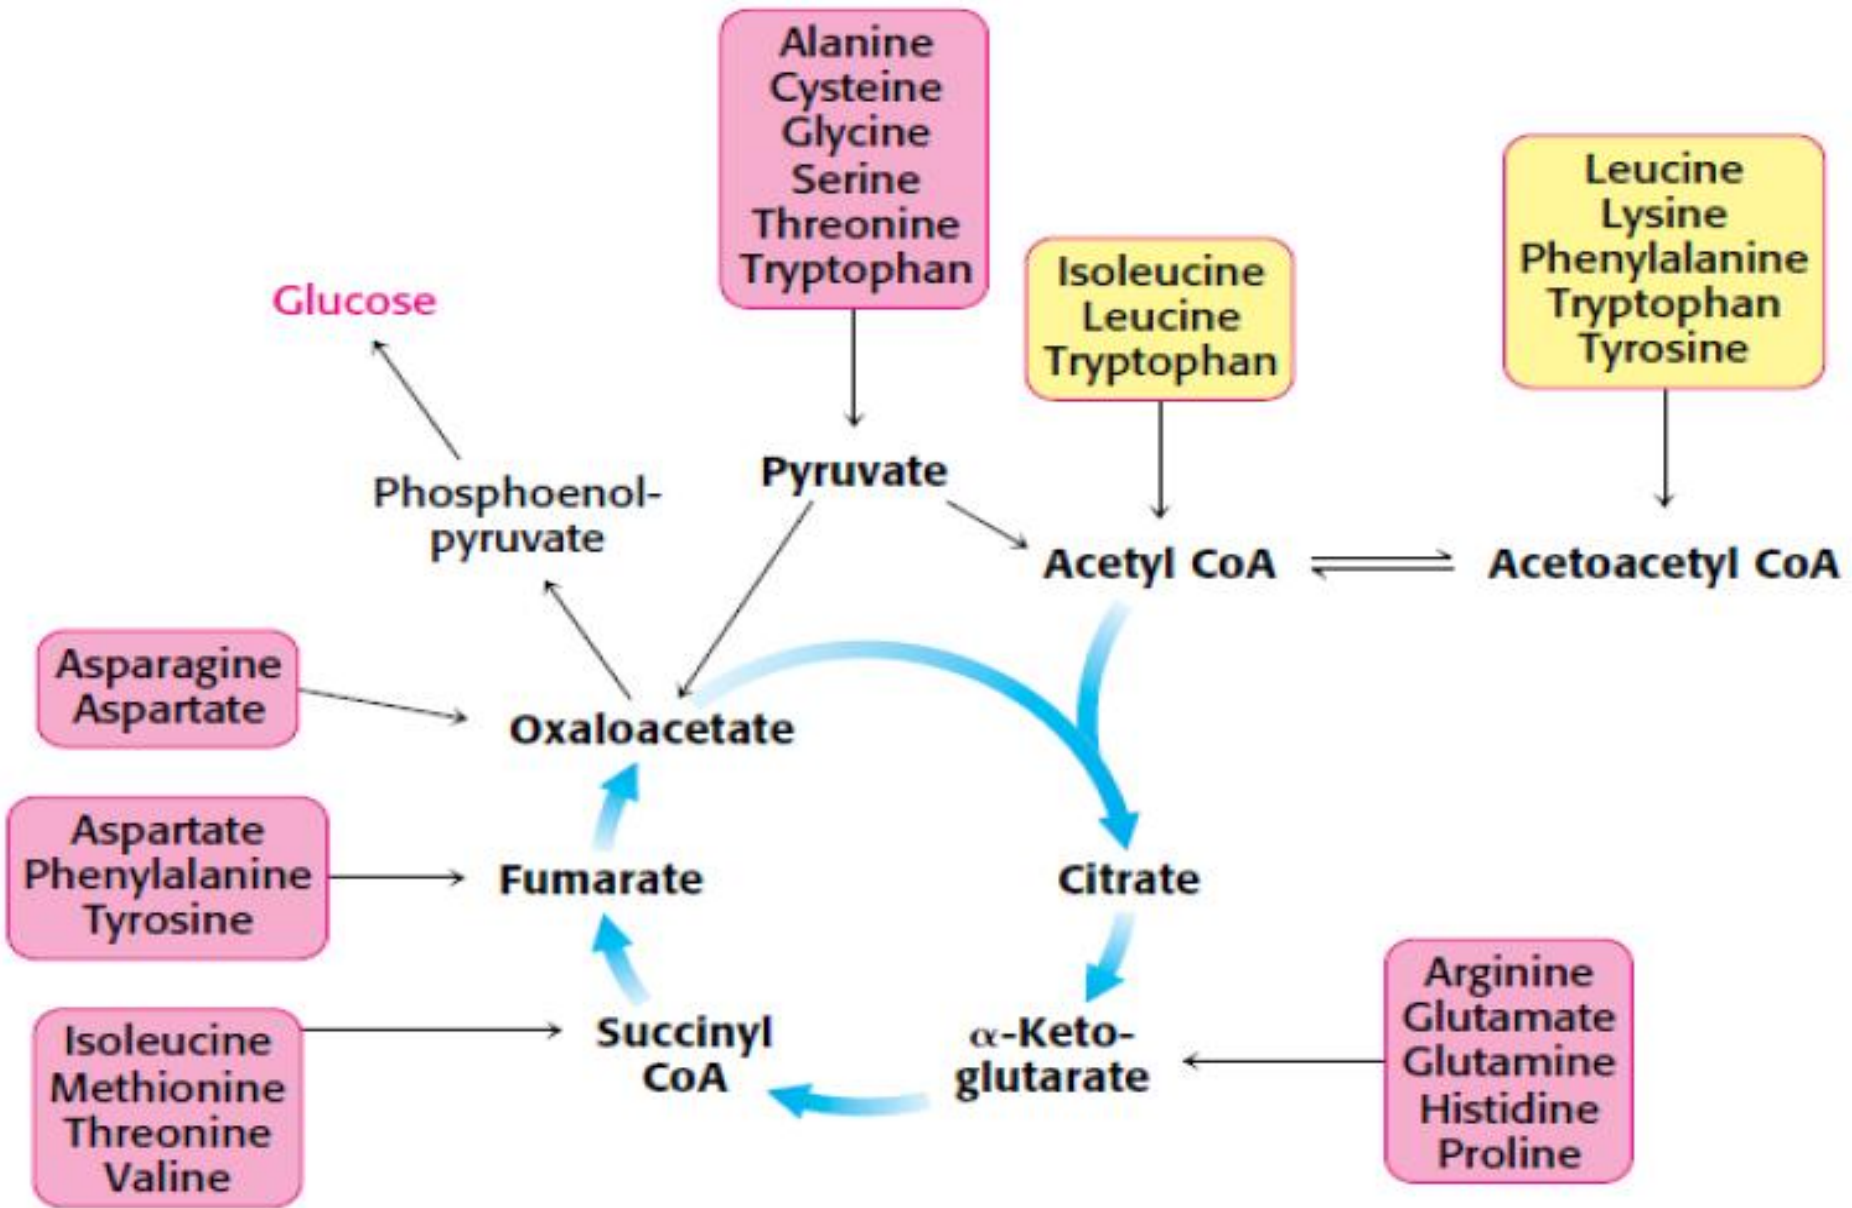 Alanine
Cysteine
Glycine
Serine
Threonine
Tryptophan
Leucine
Lysine
Phenylalanine
Tryptophan
Tyrosine
Isoleucine
Leucine
Tryptophan
Glucose
Pyruvate
Phosphoenol-
pyruvate
Acetyl CoA
Acetoacetyl CoA
Asparagine
Aspartate
Oxaloacetate
Aspartate
Phenylalanine
Tyrosine
Fumarate
Citrate
Arginine
Glutamate
Glutamine
Histidine
Proline
Isoleucine
Methionine
Threonine
Valine
Succinyl
CoA
α-Keto-
glutarate